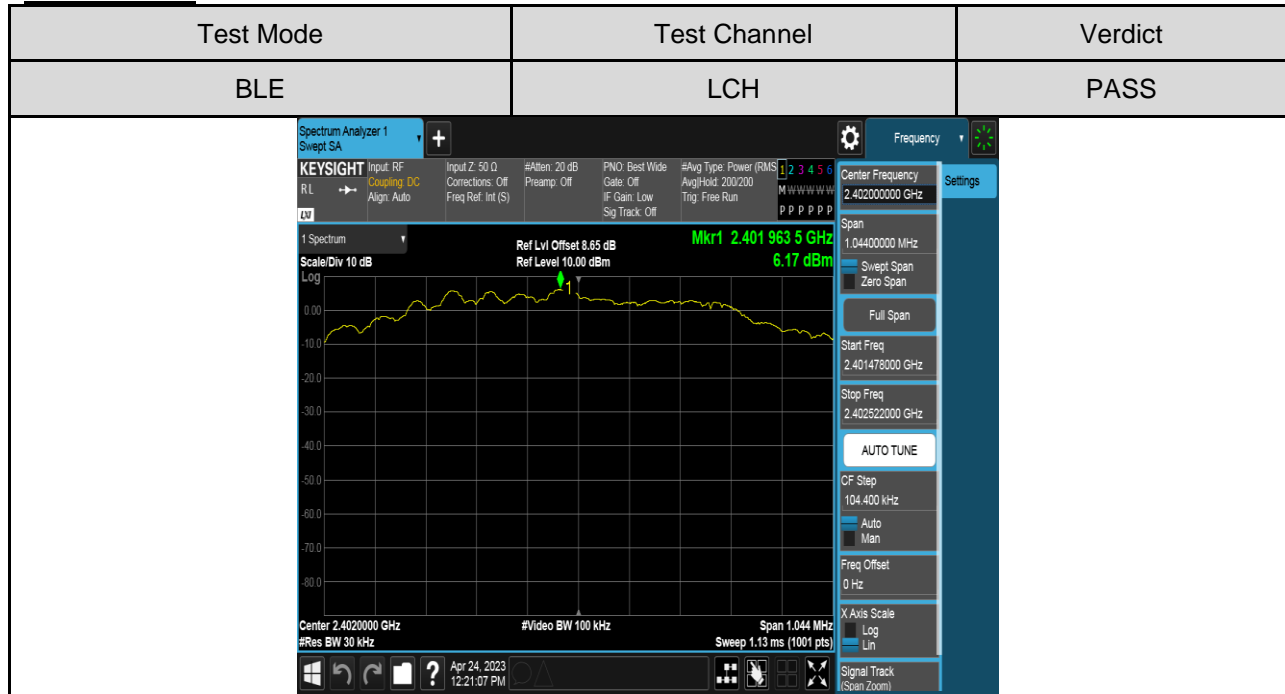 Test Mode Test Channel Verdict
BLE LCH PASS
Spectrum Analyzer 1
Swept SA
+
Frequency
KEYSIGHT Input: RF Input Z: 50 Ω #Atten: 20 dB PNO: Best Wide #Avg Type: Power (RMS 1 2 3 4 5 6
RL Coupling: DC Corrections: Off Preamp: Off Gate: Off Avg|Hold: 200/200 M W W W W W
Align: Auto Freq Ref: Int (S) IF Gain: Low Trig: Free Run
LXI Sig Track: Off P P P P P P
1 Spectrum
Scale/Div 10 dB
Ref Lvl Offset 8.65 dB
Ref Level 10.00 dBm
Mkr1 2.401 963 5 GHz
6.17 dBm
Log
1
0.00
-10.0
-20.0
-30.0
-40.0
-50.0
-60.0
-70.0
-80.0
Center 2.4020000 GHz #Video BW 100 kHz Span 1.044 MHz
#Res BW 30 kHz Sweep 1.13 ms (1001 pts)
Center Frequency
2.402000000 GHz
Settings
Span
1.04400000 MHz
Swept Span
Zero Span
Full Span
Start Freq
2.401478000 GHz
Stop Freq
2.402522000 GHz
AUTO TUNE
CF Step
104.400 kHz
Auto
Man
Freq Offset
0 Hz
X Axis Scale
Log
Lin
Signal Track
(Span Zoom)
?
Apr 24, 2023
12:21:07 PM